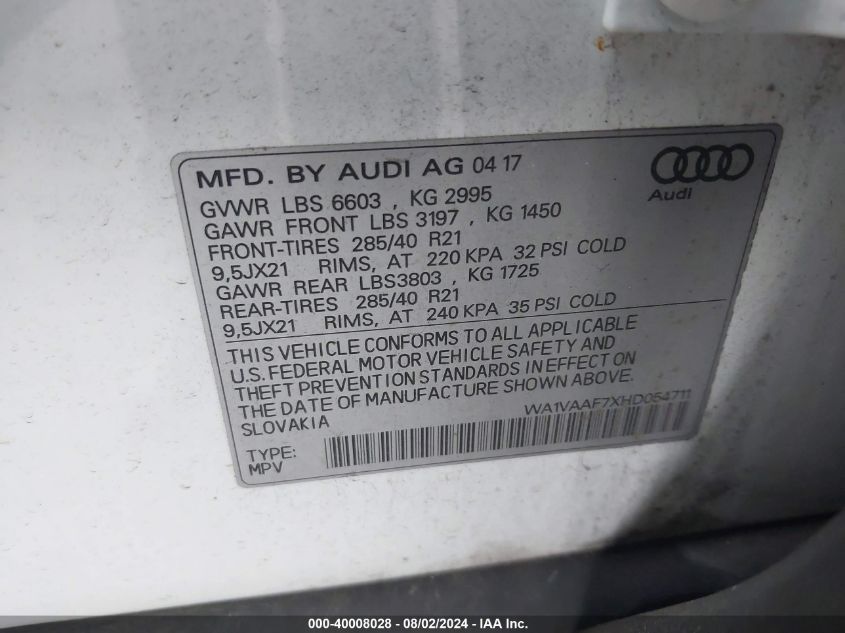 MFD. BY AUDI AG 04 17
Audi
GVWR LBS 6603 , KG 2995
GAWR FRONT LBS 3197 , KG 1450
FRONT-TIRES 285/40 R21
9,5JX21 RIMS, AT 220 KPA 32 PSI COLD
GAWR REAR LBS3803 , KG 1725
REAR-TIRES 285/40 R21
9,5JX21 RIMS, AT 240 KPA 35 PSI COLD
THIS VEHICLE CONFORMS TO ALL APPLICABLE
U.S. FEDERAL MOTOR VEHICLE SAFETY AND
THEFT PREVENTION STANDARDS IN EFFECT ON
THE DATE OF MANUFACTURE SHOWN ABOVE.
SLOVAKIA
WA1VAAF7XHD054711
TYPE:
MPV
000-40008028 - 08/02/2024 - IAA Inc.